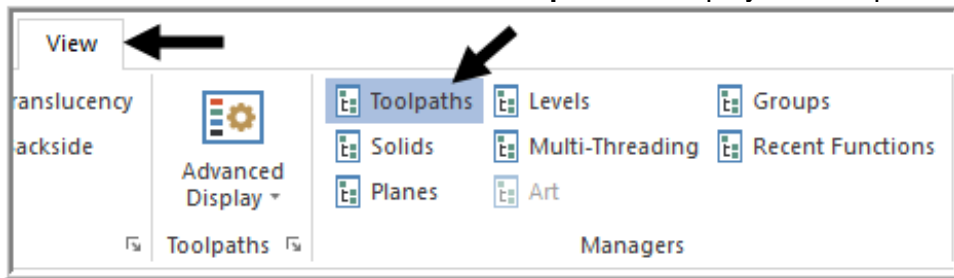 View
ranslucency
ackside
Advanced
Display
Toolpaths
Toolpaths
Levels
Groups
Solids
Multi-Threading
Recent Functions
Planes
Art
Managers